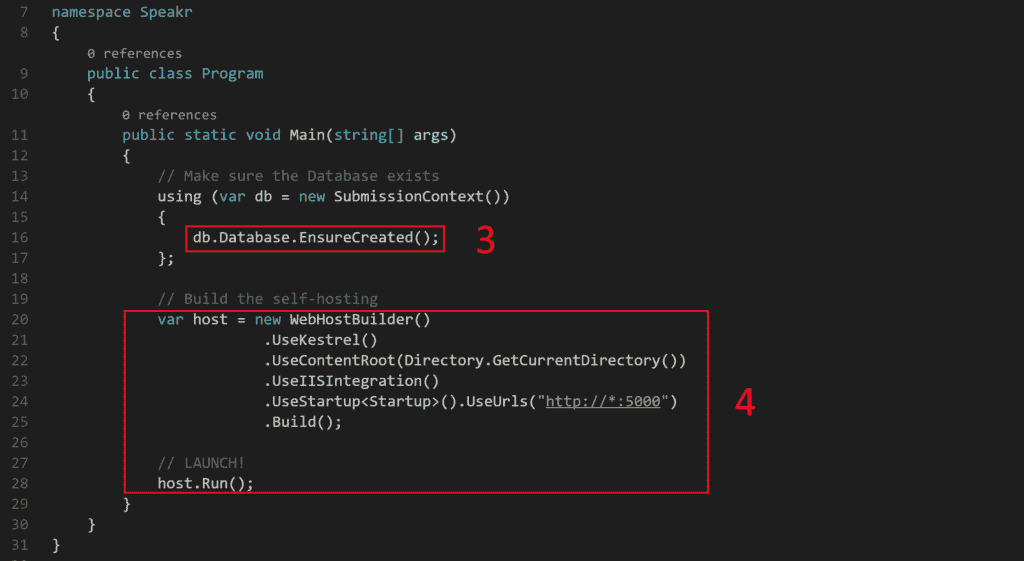 7 namespace Speakr
8 {
0 references
9 public class Program
10 {
0 references
11 public static void Main(string[] args)
12 {
13 // Make sure the Database exists
14 using (var db = new SubmissionContext())
15 {
16 db.Database.EnsureCreated(); 3
17 };
18
19 // Build the self-hosting
20 var host = new WebHostBuilder()
21 .UseKestrel()
22 .UseContentRoot(Directory.GetCurrentDirectory())
23 .UseIISIntegration()
24 .UseStartup<Startup>().UseUrls("http://*:5000") 4
25 .Build();
26
27 // LAUNCH!
28 host.Run();
29 }
30 }
31 }